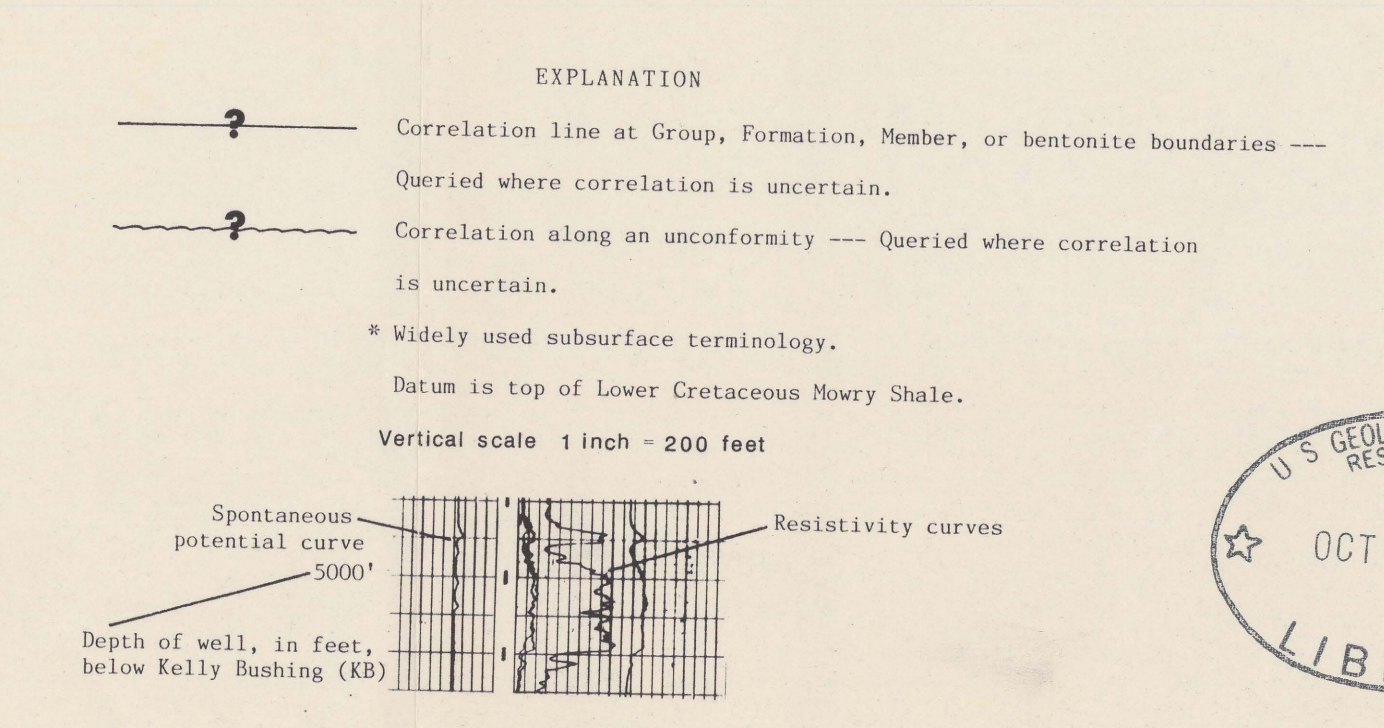 EXPLANATION
?
Correlation line at Group, Formation, Member, or bentonite boundaries ---
Queried where correlation is uncertain.
?
Correlation along an unconformity --- Queried where correlation
is uncertain.
* Widely used subsurface terminology.
Datum is top of Lower Cretaceous Mowry Shale.
Vertical scale 1 inch = 200 feet
Spontaneous
potential curve
5000'
Resistivity curves
Depth of well, in feet,
below Kelly Bushing (KB)
U S GEOL
RES
OCT
LIB